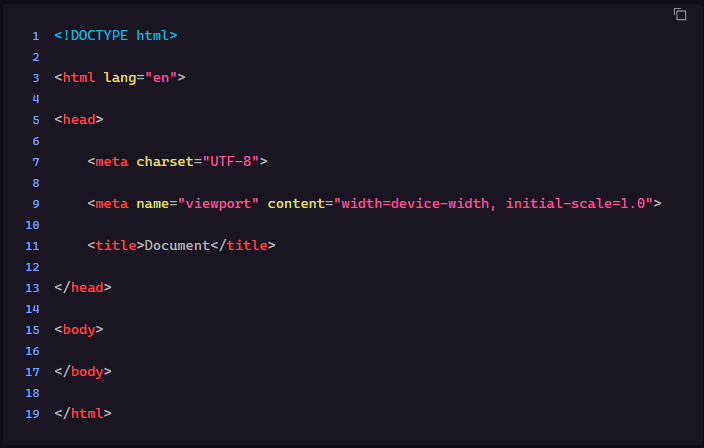 1 <!DOCTYPE html>
2
3 <html lang="en">
4
5 <head>
6
7     <meta charset="UTF-8">
8
9     <meta name="viewport" content="width=device-width, initial-scale=1.0">
10
11     <title>Document</title>
12
13 </head>
14
15 <body>
16
17 </body>
18
19 </html>